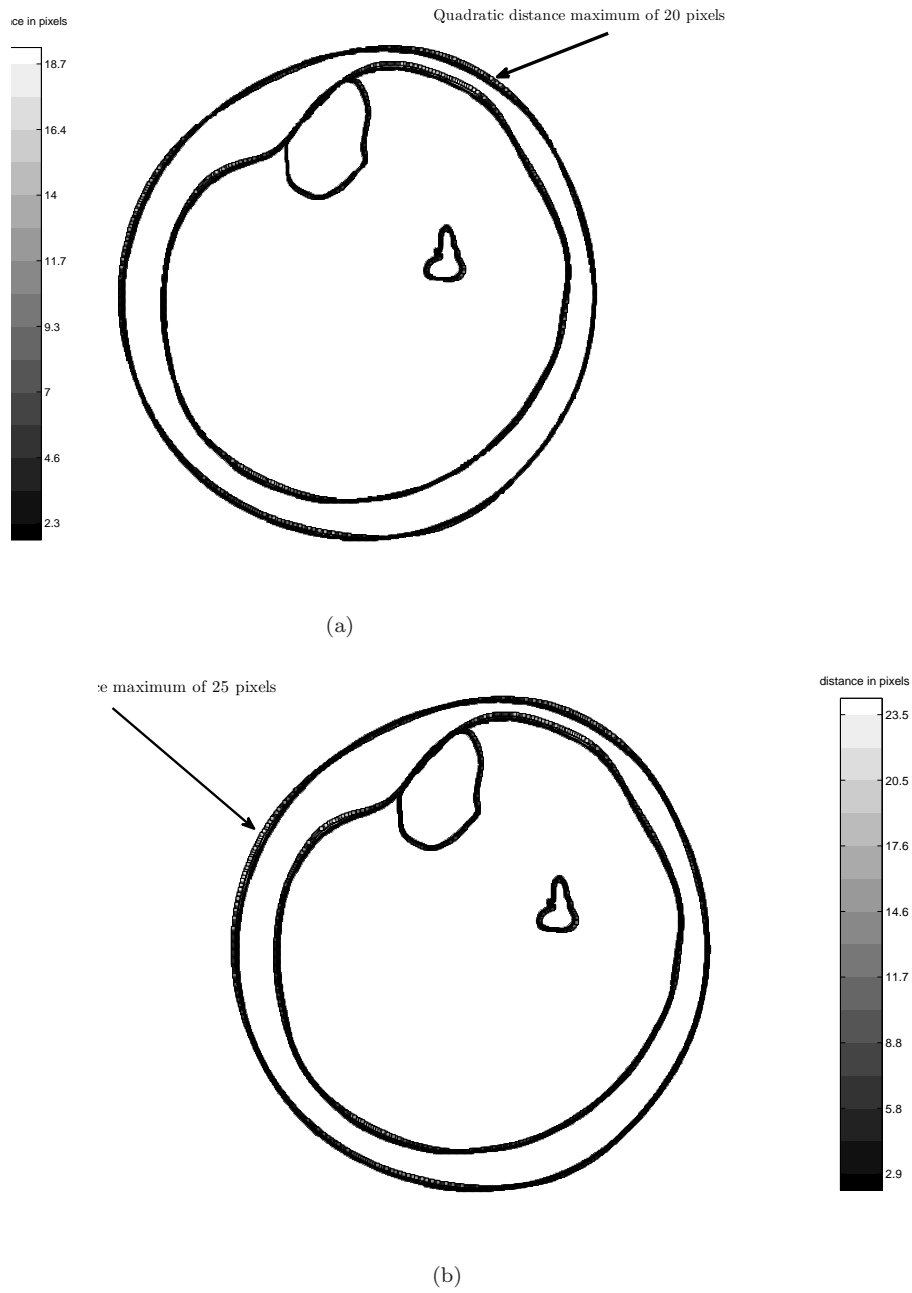 in pixels
Quadratic distance maximum of 20 pixels
18.7
16.4
14
11.7
9.3
7
4.6
2.3
(a)
maximum of 25 pixels
distance in pixels
23.5
20.5
17.6
14.6
11.7
8.8
5.8
2.9
(b)